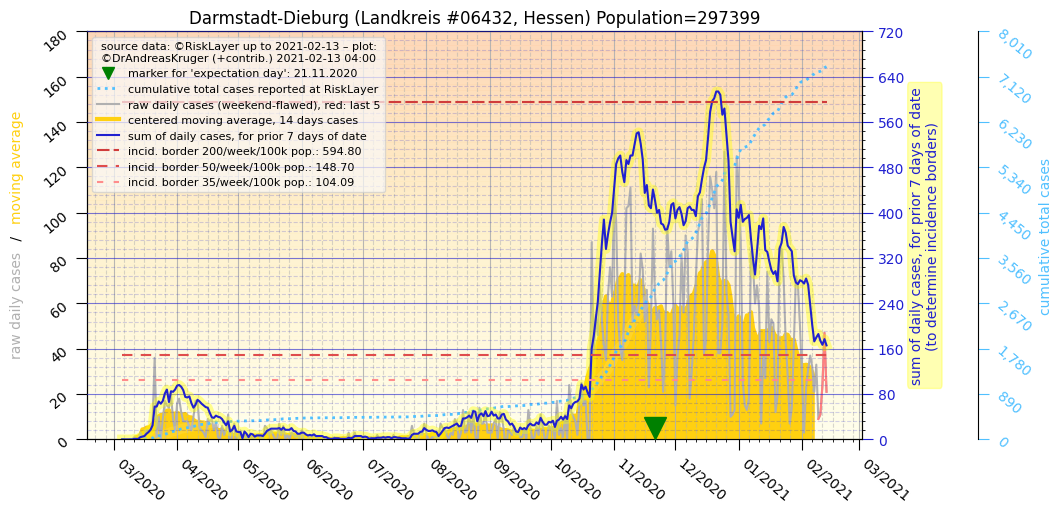 Darmstadt-Dieburg (Landkreis #06432, Hessen) Population=297399
source data: ©RiskLayer up to 2021-02-13 – plot:
©DrAndreasKruger (+contrib.) 2021-02-13 04:00
marker for 'expectation day': 21.11.2020
cumulative total cases reported at RiskLayer
raw daily cases (weekend-flawed), red: last 5
centered moving average, 14 days cases
sum of daily cases, for prior 7 days of date
incid. border 200/week/100k pop.: 594.80
incid. border 50/week/100k pop.: 148.70
incid. border 35/week/100k pop.: 104.09
raw daily cases / moving average
180
160
140
120
100
80
60
40
20
0
720
640
560
480
400
320
240
160
80
0
sum of daily cases, for prior 7 days of date
(to determine incidence borders)
8,010
7,120
6,230
5,340
4,450
3,560
2,670
1,780
890
0
cumulative total cases
03/2020
04/2020
05/2020
06/2020
07/2020
08/2020
09/2020
10/2020
11/2020
12/2020
01/2021
02/2021
03/2021